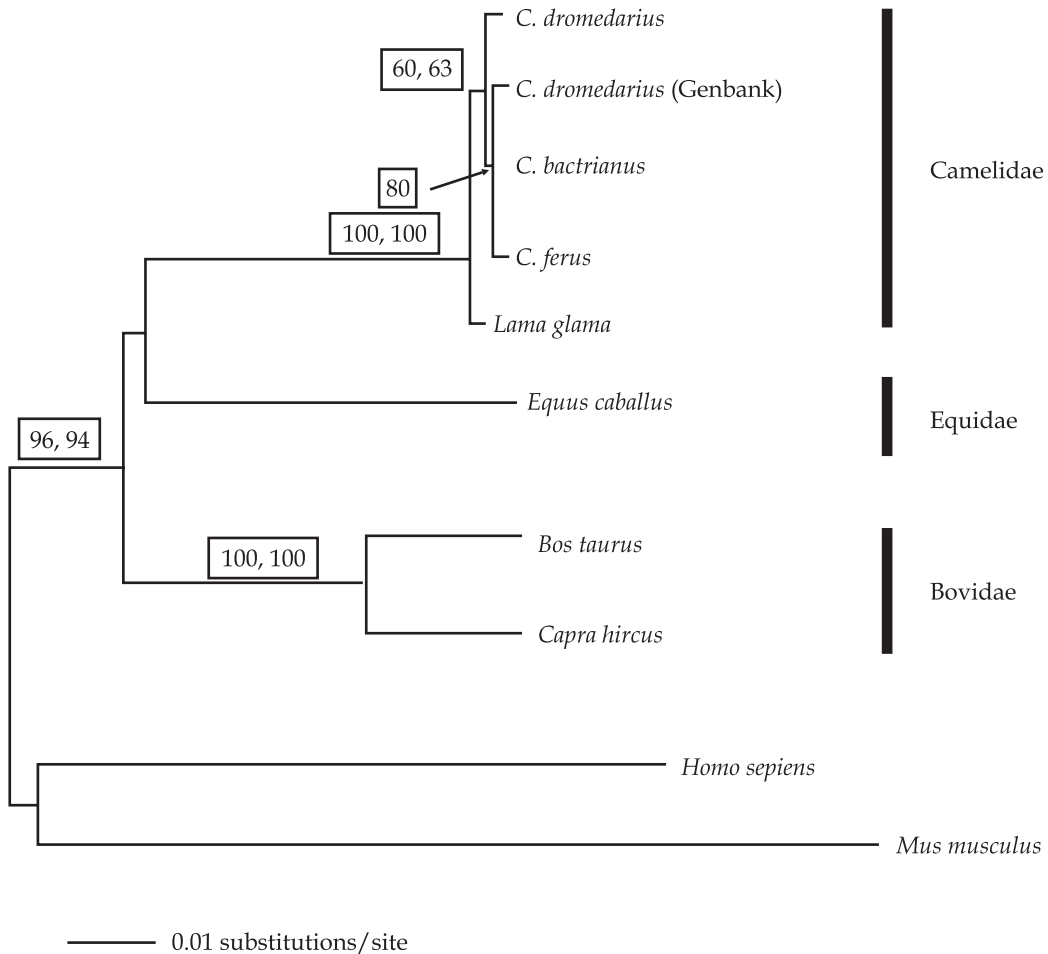 C. dromedarius
60, 63
C. dromedarius (Genbank)
C. bactrianus
Camelidae
80
100, 100
C. ferus
Lama glama
Equus caballus
Equidae
96, 94
100, 100
Bos taurus
Bovidae
Capra hircus
Homo sepiens
Mus musculus
0.01 substitutions/site